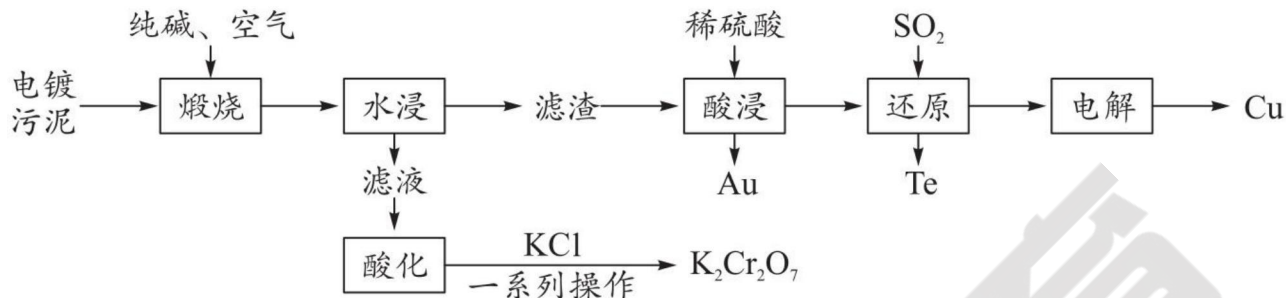 纯碱、空气
稀硫酸
SO₂
电镀
污泥
煅烧
水浸
滤渣
酸浸
还原
电解
Cu
滤液
Au
Te
酸化
KCl
一系列操作
K₂Cr₂O₇